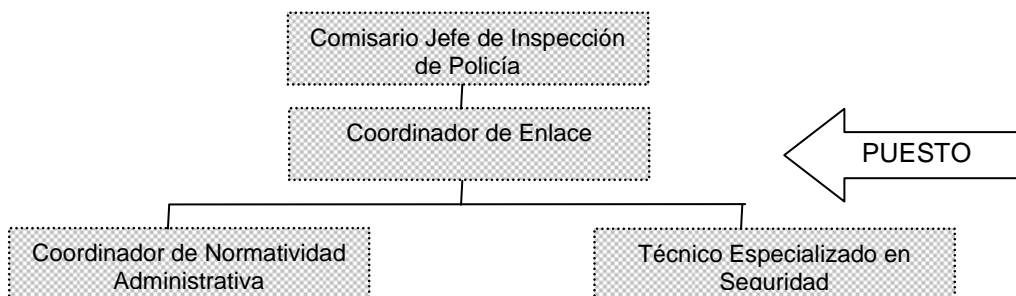 Comisario Jefe de Inspección
de Policía
Coordinador de Enlace
PUESTO
Coordinador de Normatividad
Administrativa
Técnico Especializado en
Seguridad